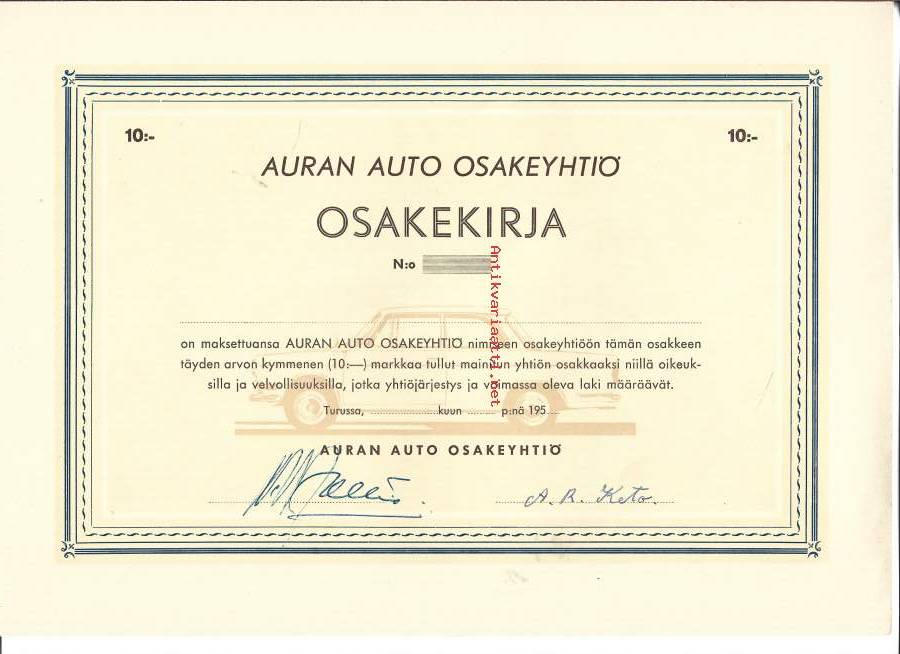 10:-
10:-
AURAN AUTO OSAKEYHTIÖ
OSAKEKIRJA
N:o
on maksettuansa AURAN AUTO OSAKEYHTIÖ nimiseen osakeyhtiöön tämän osakkeen
täyden arvon kymmenen (10:—) markkaa tullut mainitun yhtiön osakkaaksi niillä oikeuk-
silla ja velvollisuuksilla, jotka yhtiöjärjestys ja voimassa oleva laki määräävät.
Turussa, kuun p:nä 195
AURAN AUTO OSAKEYHTIÖ
A. R. Keto.
Antikvariaatti.net